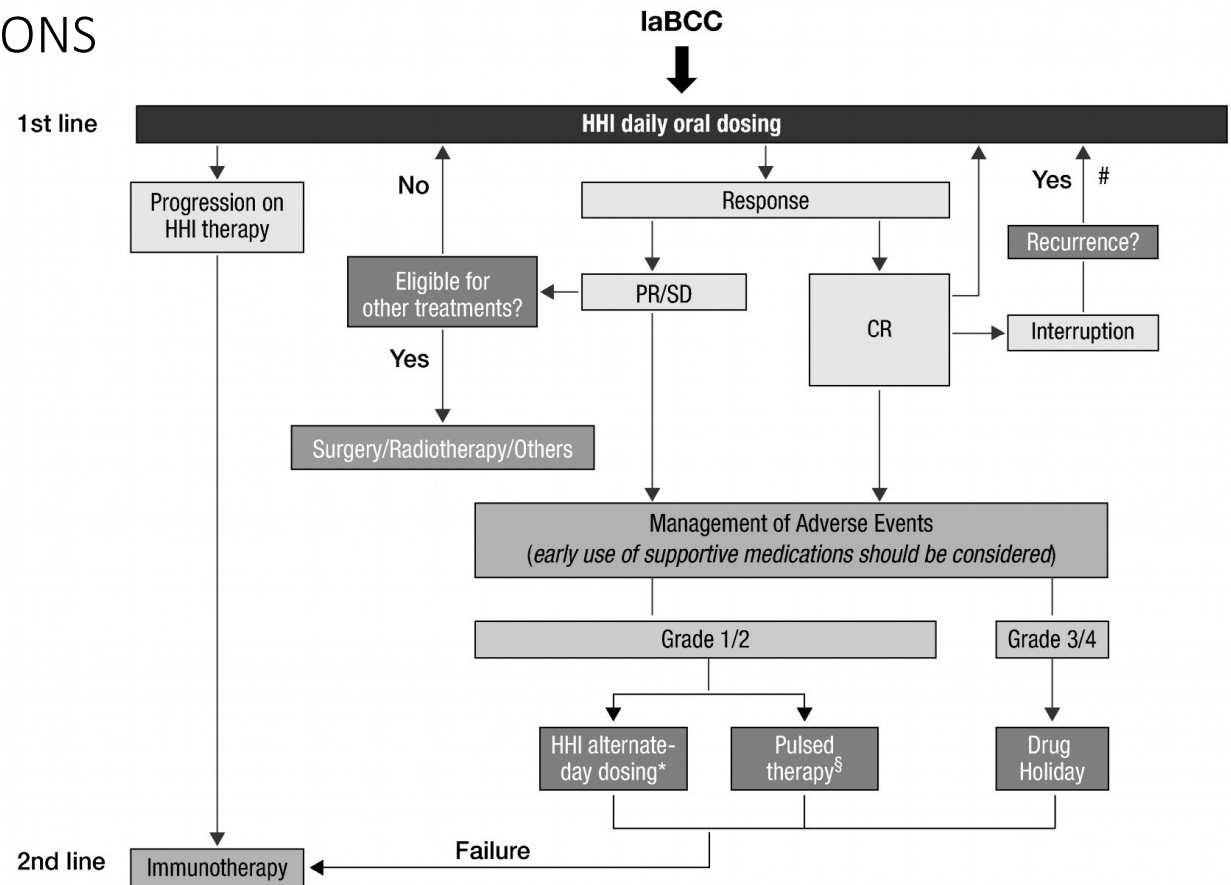 ONS
laBCC
1st line
HHI daily oral dosing
Progression on
HHI therapy
No
Response
Yes #
Recurrence?
Eligible for
other treatments?
PR/SD
CR
Interruption
Yes
Surgery/Radiotherapy/Others
Management of Adverse Events
(early use of supportive medications should be considered)
Grade 1/2
Grade 3/4
HHI alternate-
day dosing*
Pulsed
therapy§
Drug
Holiday
Failure
2nd line
Immunotherapy